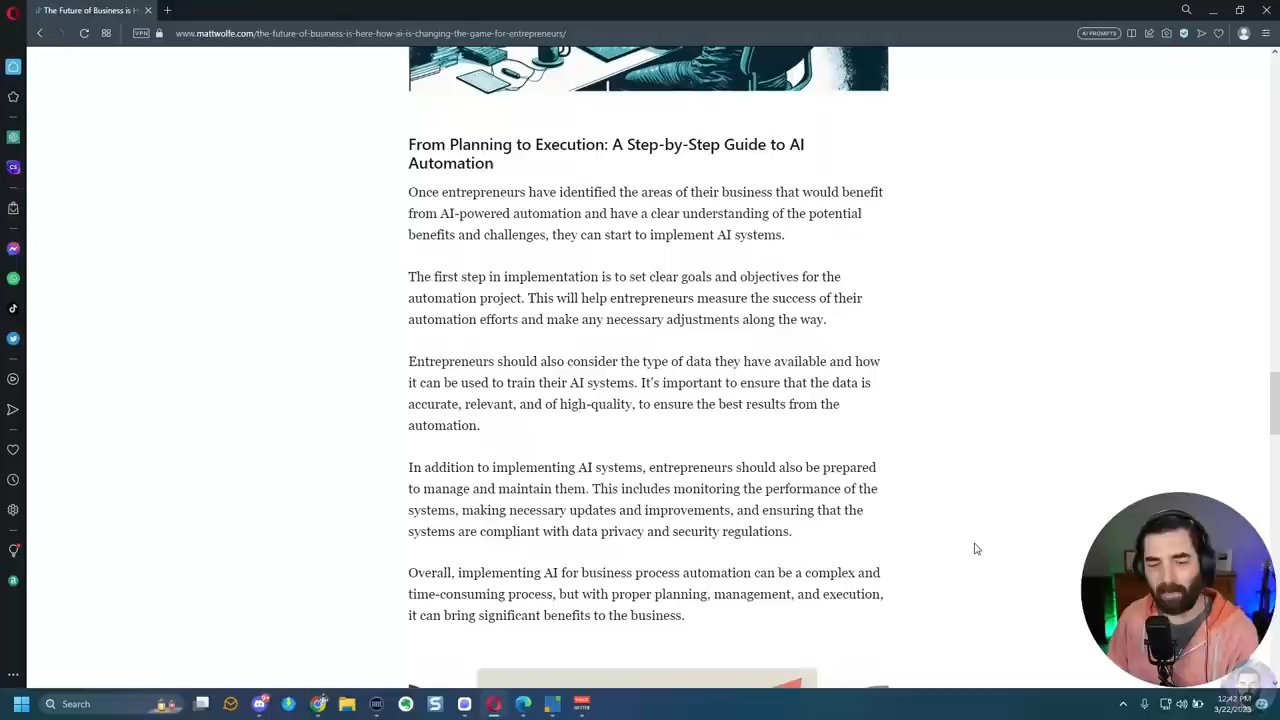 The Future of Business is H
VPN
www.mattwolfe.com/the-future-of-business-is-here-how-ai-is-changing-the-game-for-entrepreneurs/
AI PROMPTS
CS
From Planning to Execution: A Step-by-Step Guide to AI
Automation
Once entrepreneurs have identified the areas of their business that would benefit
from AI-powered automation and have a clear understanding of the potential
benefits and challenges, they can start to implement AI systems.
The first step in implementation is to set clear goals and objectives for the
automation project. This will help entrepreneurs measure the success of their
automation efforts and make any necessary adjustments along the way.
Entrepreneurs should also consider the type of data they have available and how
it can be used to train their AI systems. It's important to ensure that the data is
accurate, relevant, and of high-quality, to ensure the best results from the
automation.
In addition to implementing AI systems, entrepreneurs should also be prepared
to manage and maintain them. This includes monitoring the performance of the
systems, making necessary updates and improvements, and ensuring that the
systems are compliant with data privacy and security regulations.
Overall, implementing AI for business process automation can be a complex and
time-consuming process, but with proper planning, management, and execution,
it can bring significant benefits to the business.
Search
12:42 PM